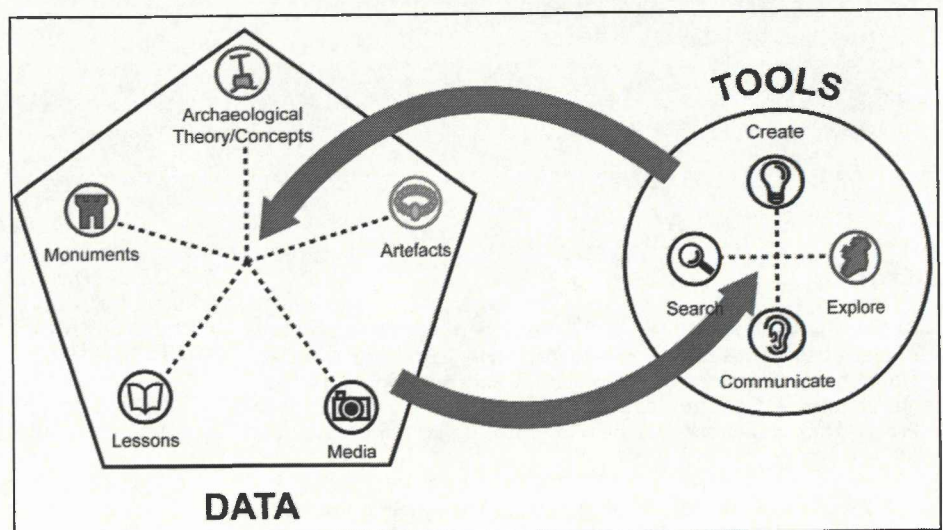 Archaeological
Theory/Concepts
Monuments
Artefacts
Lessons
Media
DATA
TOOLS
Create
Search
Explore
Communicate